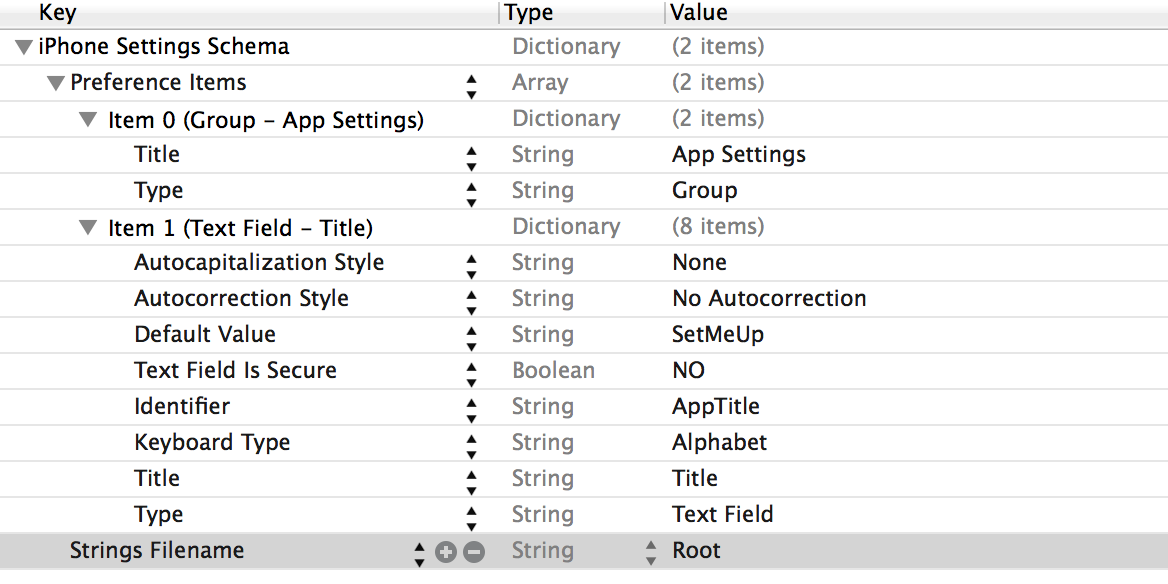 Key Type Value
iPhone Settings Schema Dictionary (2 items)
Preference Items Array (2 items)
Item 0 (Group – App Settings) Dictionary (2 items)
Title String App Settings
Type String Group
Item 1 (Text Field – Title) Dictionary (8 items)
Autocapitalization Style String None
Autocorrection Style String No Autocorrection
Default Value String SetMeUp
Text Field Is Secure Boolean NO
Identifier String AppTitle
Keyboard Type String Alphabet
Title String Title
Type String Text Field
Strings Filename String Root